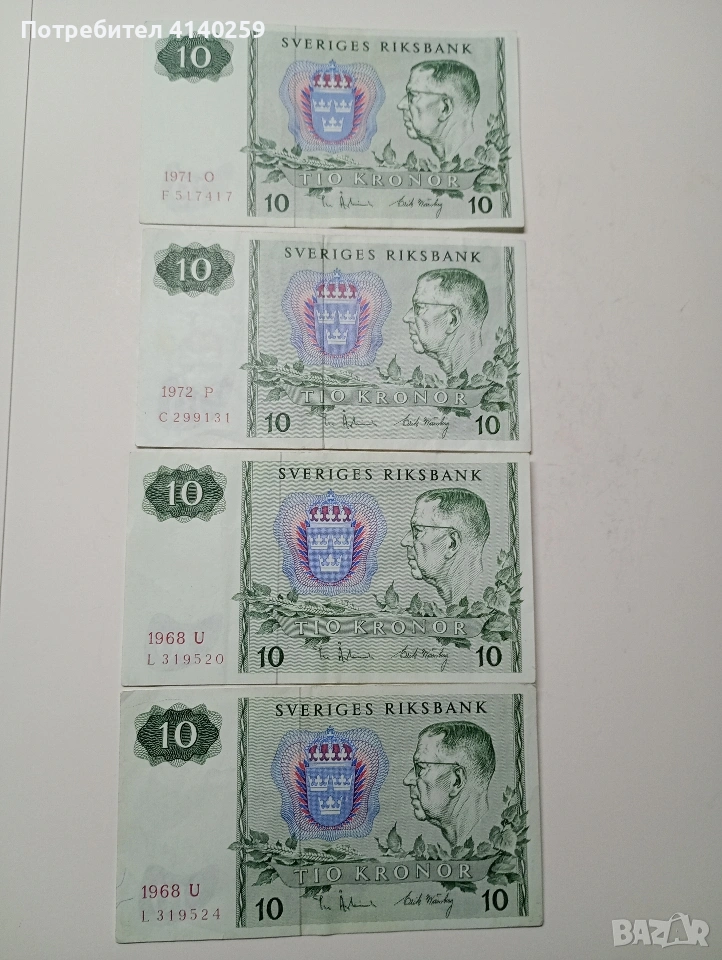 Потребител 4140259
SVERIGES RIKSBANK
10
1971 O
F 517417
TIO KRONOR
10 10
SVERIGES RIKSBANK
10
1972 P
C 299131
TIO KRONOR
10 10
SVERIGES RIKSBANK
10
1968 U
L 319520
TIO KRONOR
10 10
SVERIGES RIKSBANK
10
1968 U
L 319524
TIO KRONOR
10 10
BAZAR